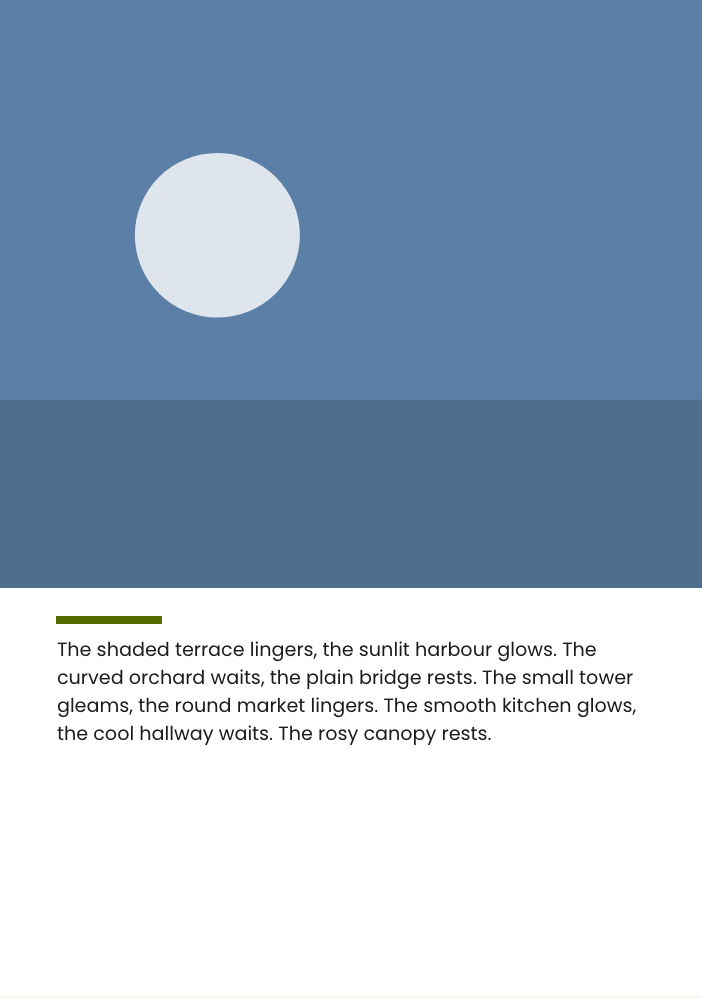 The shaded terrace lingers, the sunlit harbour glows. The
curved orchard waits, the plain bridge rests. The small tower
gleams, the round market lingers. The smooth kitchen glows,
the cool hallway waits. The rosy canopy rests.